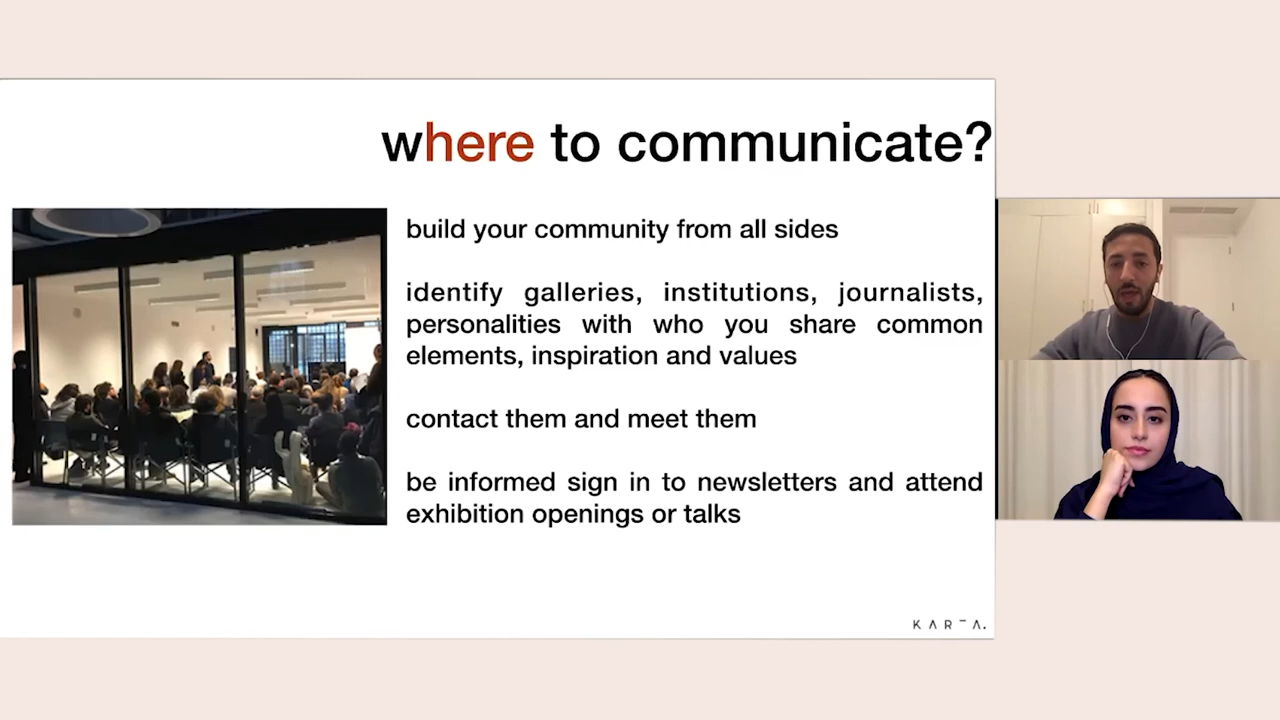 where to communicate?
build your community from all sides
identify galleries, institutions, journalists,
personalities with who you share common
elements, inspiration and values
contact them and meet them
be informed sign in to newsletters and attend
exhibition openings or talks
KARTA.